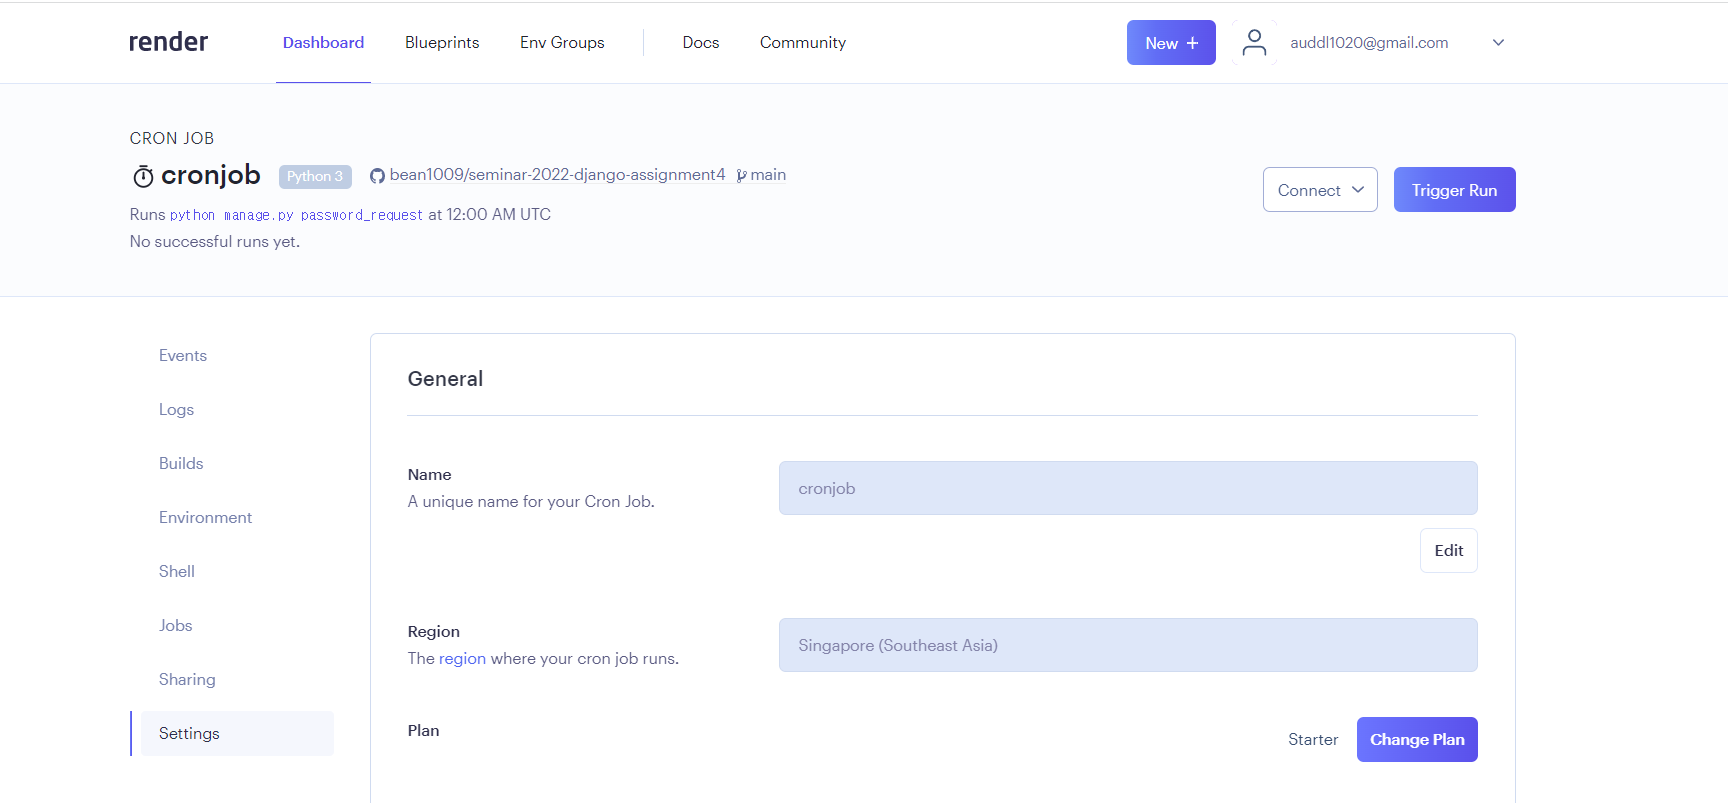 render Dashboard Blueprints Env Groups Docs Community New + auddl1020@gmail.com
CRON JOB
cronjob Python 3 bean1009/seminar-2022-django-assignment4 main
Connect Trigger Run
Runs python manage.py password_request at 12:00 AM UTC
No successful runs yet.
Events
Logs
Builds
Environment
Shell
Jobs
Sharing
Settings
General
Name
A unique name for your Cron Job.
cronjob
Edit
Region
The region where your cron job runs.
Singapore (Southeast Asia)
Plan
Starter Change Plan